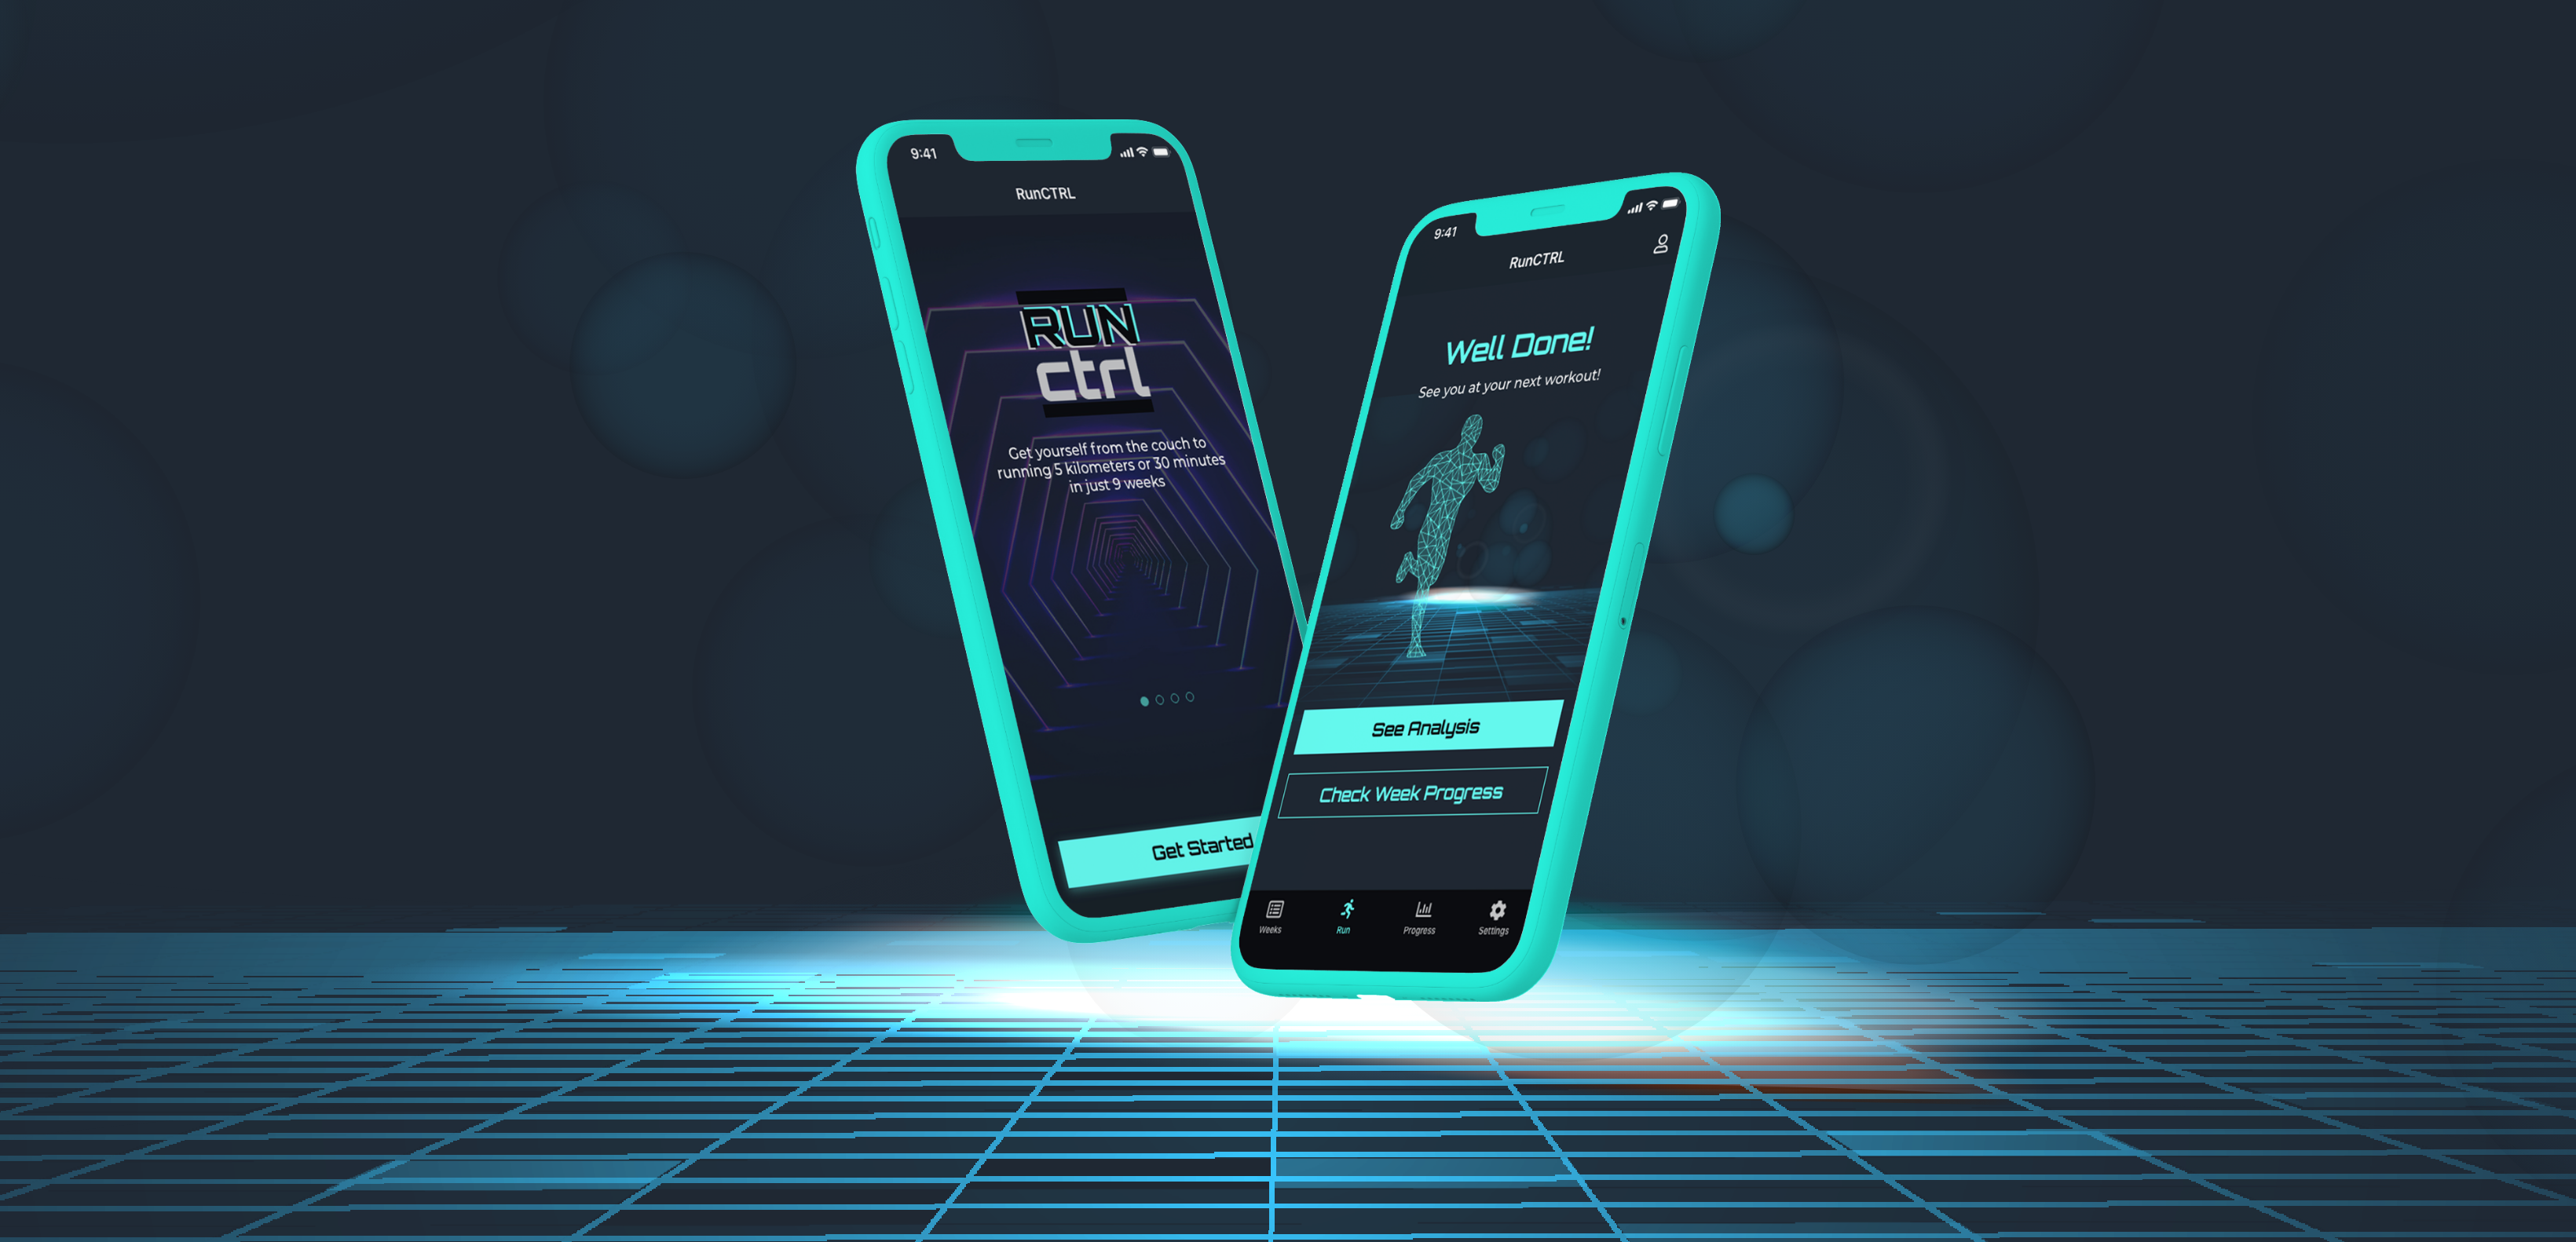 9:41
RunCTRL
RUN
ctrl
Get yourself from the couch to
running 5 kilometers or 30 minutes
in just 9 weeks
Get Started
9:41
RunCTRL
Well Done!
See you at your next workout!
See Analysis
Check Week Progress
Weeks
Run
Progress
Settings